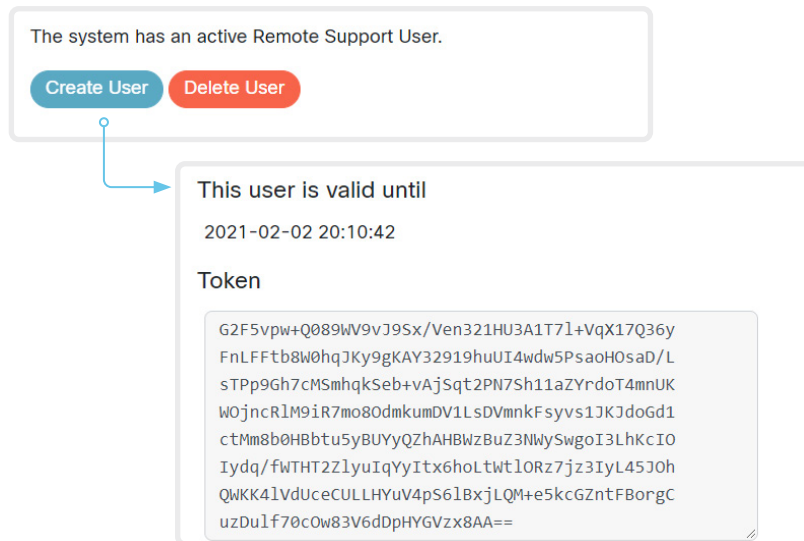 The system has an active Remote Support User.
Create User Delete User
This user is valid until
2021-02-02 20:10:42
Token
G2F5vpw+Q089WV9vJ9Sx/Ven321HU3A1T7l+VqX17Q36y
FnLFFtb8W0hqJKy9gKAY32919huUI4wdw5PsaoHOsaD/L
sTPp9Gh7cMSmhqkSeb+vAjSqt2PN7Sh11aZYrdoT4mnUK
WOjncRlM9iR7mo8OdmkumDV1LsDVmnkFsyvs1JKJdoGd1
ctMm8b0HBbtu5yBUYyQZhAHBWzBuZ3NWySwgoI3LhKcIO
Iydq/fWTHT2ZlyuIqYyItx6hoLtWtlORz7jz3IyL45JOh
QWKK4lVdUceCULLHYuV4pS6lBxjLQM+e5kcGZntFBorgC
uzDulf70cOw83V6dDpHYGVzx8AA==